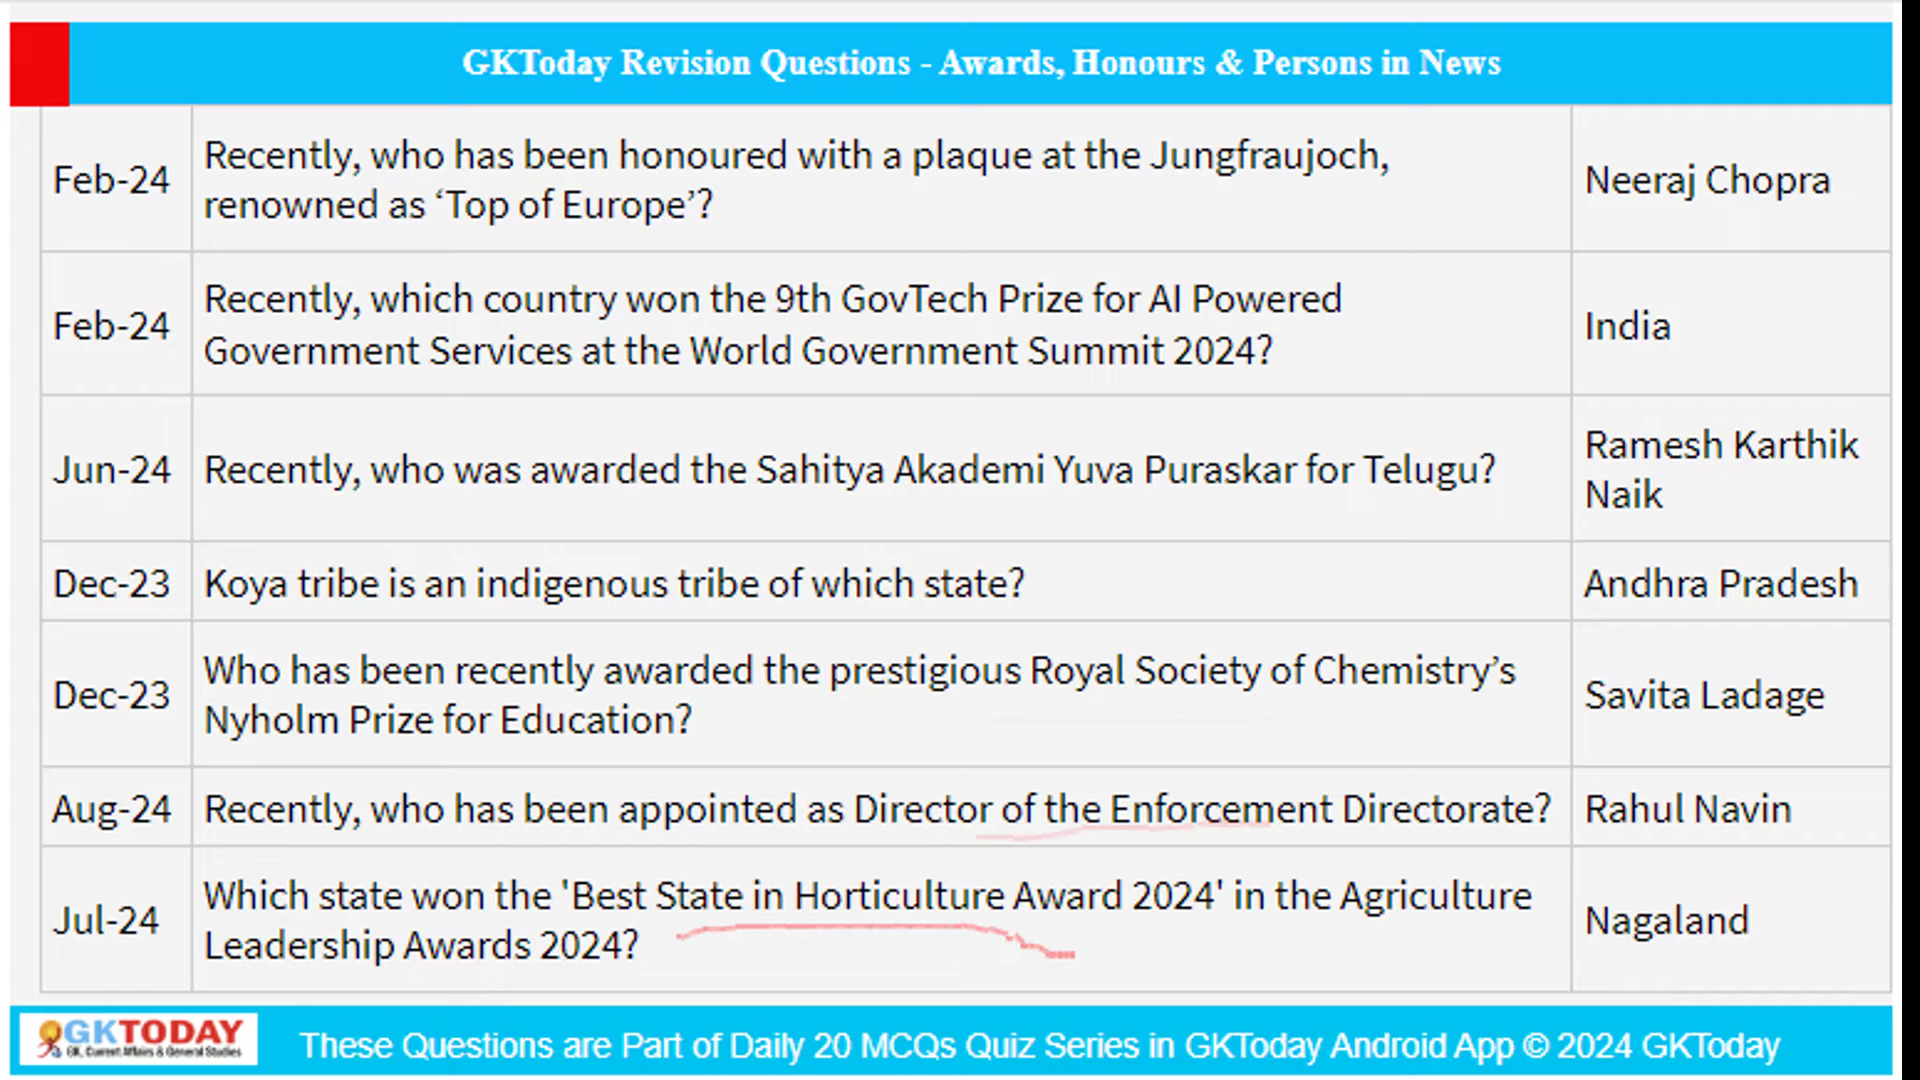 GKToday Revision Questions - Awards, Honours & Persons in News
Feb-24
Recently, who has been honoured with a plaque at the Jungfraujoch,
renowned as ‘Top of Europe’?
Neeraj Chopra
Feb-24
Recently, which country won the 9th GovTech Prize for AI Powered
Government Services at the World Government Summit 2024?
India
Jun-24
Recently, who was awarded the Sahitya Akademi Yuva Puraskar for Telugu?
Ramesh Karthik
Naik
Dec-23
Koya tribe is an indigenous tribe of which state?
Andhra Pradesh
Dec-23
Who has been recently awarded the prestigious Royal Society of Chemistry’s
Nyholm Prize for Education?
Savita Ladage
Aug-24
Recently, who has been appointed as Director of the Enforcement Directorate?
Rahul Navin
Jul-24
Which state won the 'Best State in Horticulture Award 2024' in the Agriculture
Leadership Awards 2024?
Nagaland
GKTODAY
GK, Current Affairs & General Studies
These Questions are Part of Daily 20 MCQs Quiz Series in GKToday Android App © 2024 GKToday